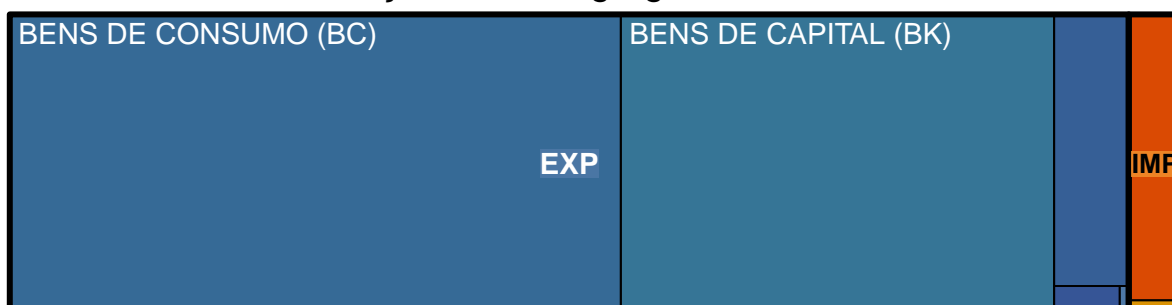 BENS DE CONSUMO (BC)
BENS DE CAPITAL (BK)
EXP